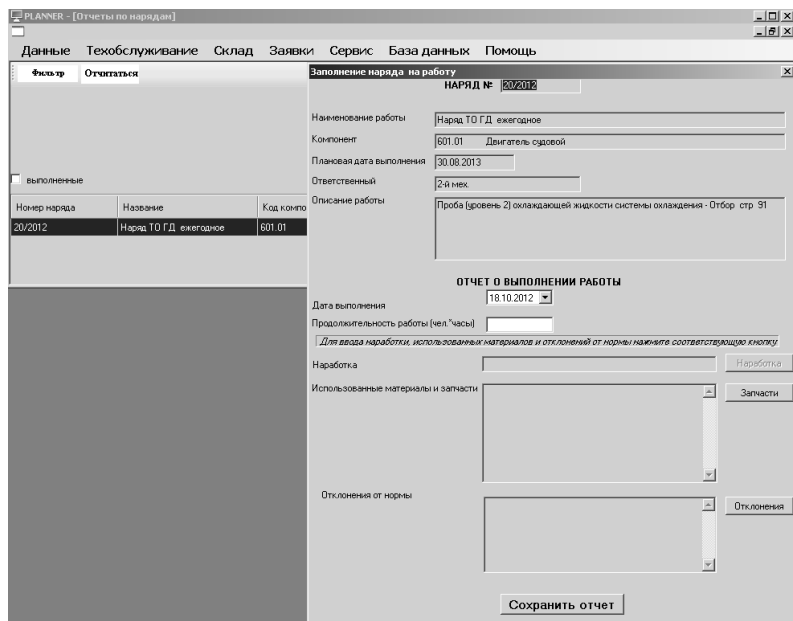 PLANNER - [Отчеты по нарядам]
Данные Техобслуживание Склад Заявки Сервис База данных Помощь
Фильтр Отчитаться
выполненные
Номер наряда Название Код компо
20/2012 Наряд ТО ГД ежегодное 601.01
Заполнение наряда на работу
НАРЯД № 20/2012
Наименование работы Наряд ТО ГД ежегодное
Компонент 601.01 Двигатель судовой
Плановая дата выполнения 30.08.2013
Ответственный 2-й мех.
Описание работы Проба (уровень 2) охлаждающей жидкости системы охлаждения - Отбор стр 91
ОТЧЕТ О ВЫПОЛНЕНИИ РАБОТЫ
Дата выполнения 18.10.2012
Продолжительность работы (чел.*часы)
Для ввода наработки, использованных материалов и отклонений от нормы нажмите соответствующую кнопку
Наработка Наработка
Использованные материалы и запчасти Запчасти
Отклонения от нормы Отклонения
Сохранить отчет